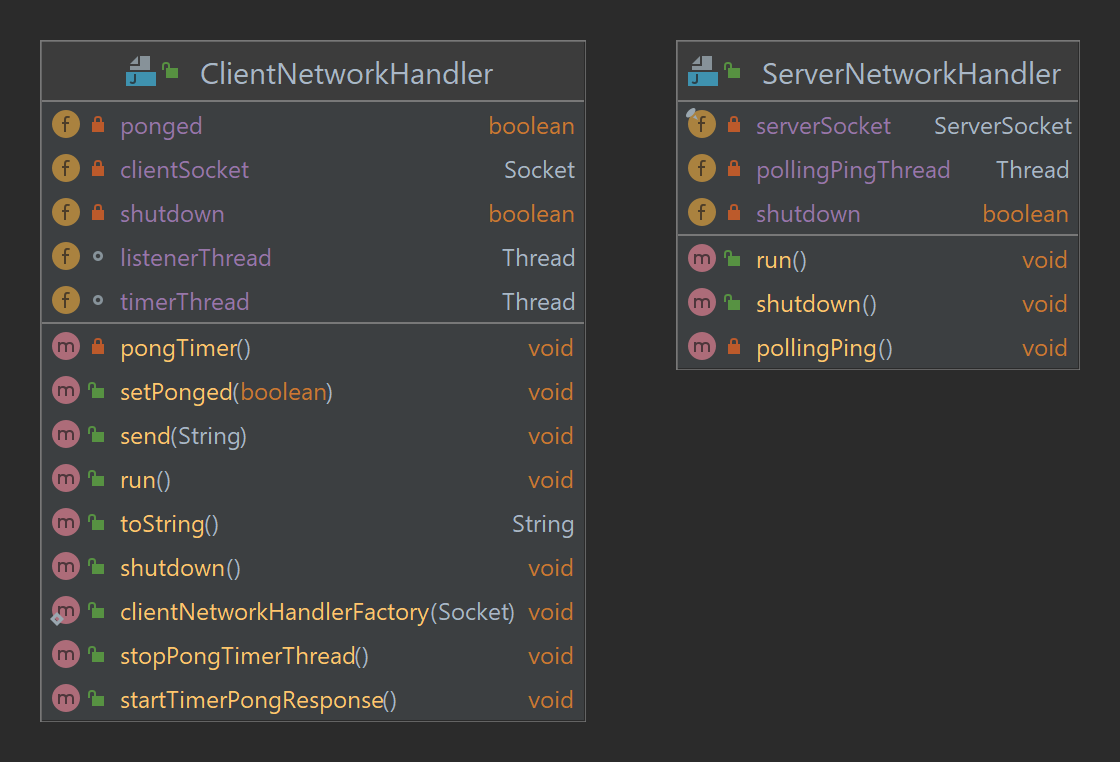 ClientNetworkHandler
ponged boolean
clientSocket Socket
shutdown boolean
listenerThread Thread
timerThread Thread
pongTimer() void
setPonged(boolean) void
send(String) void
run() void
toString() String
shutdown() void
clientNetworkHandlerFactory(Socket) void
stopPongTimerThread() void
startTimerPongResponse() void
ServerNetworkHandler
serverSocket ServerSocket
pollingPingThread Thread
shutdown boolean
run() void
shutdown() void
pollingPing() void